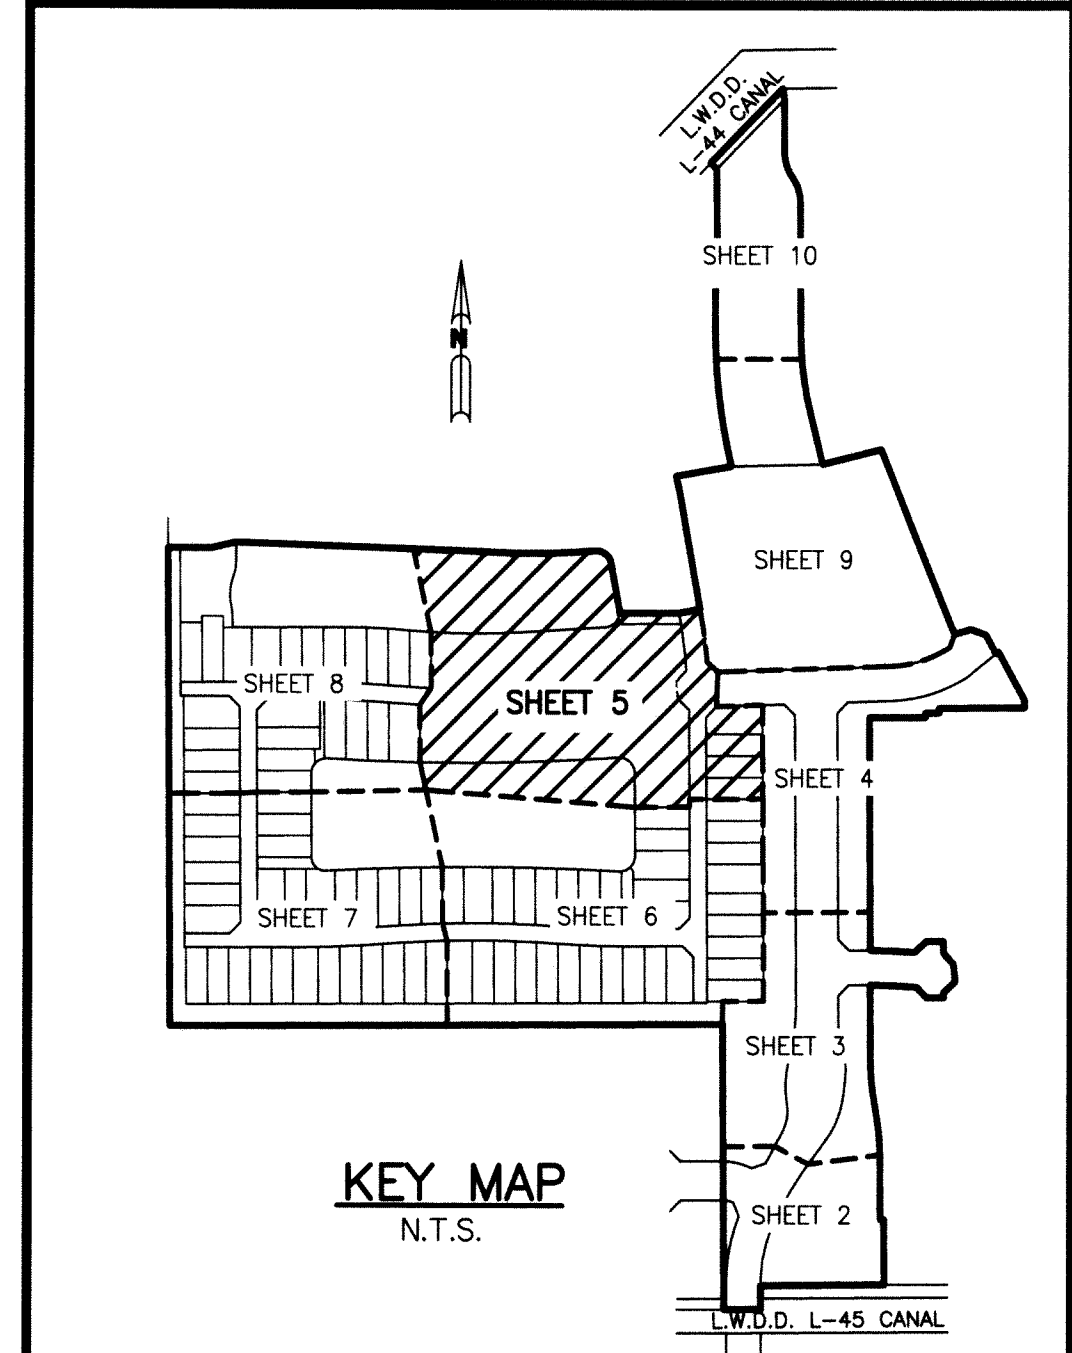 L.W.D.D.
L-44 CANAL
SHEET 10
N
SHEET 9
SHEET 8
SHEET 5
SHEET 4
SHEET 7
SHEET 6
SHEET 3
KEY MAP
N.T.S.
SHEET 2
L.W.D.D. L-45 CANAL